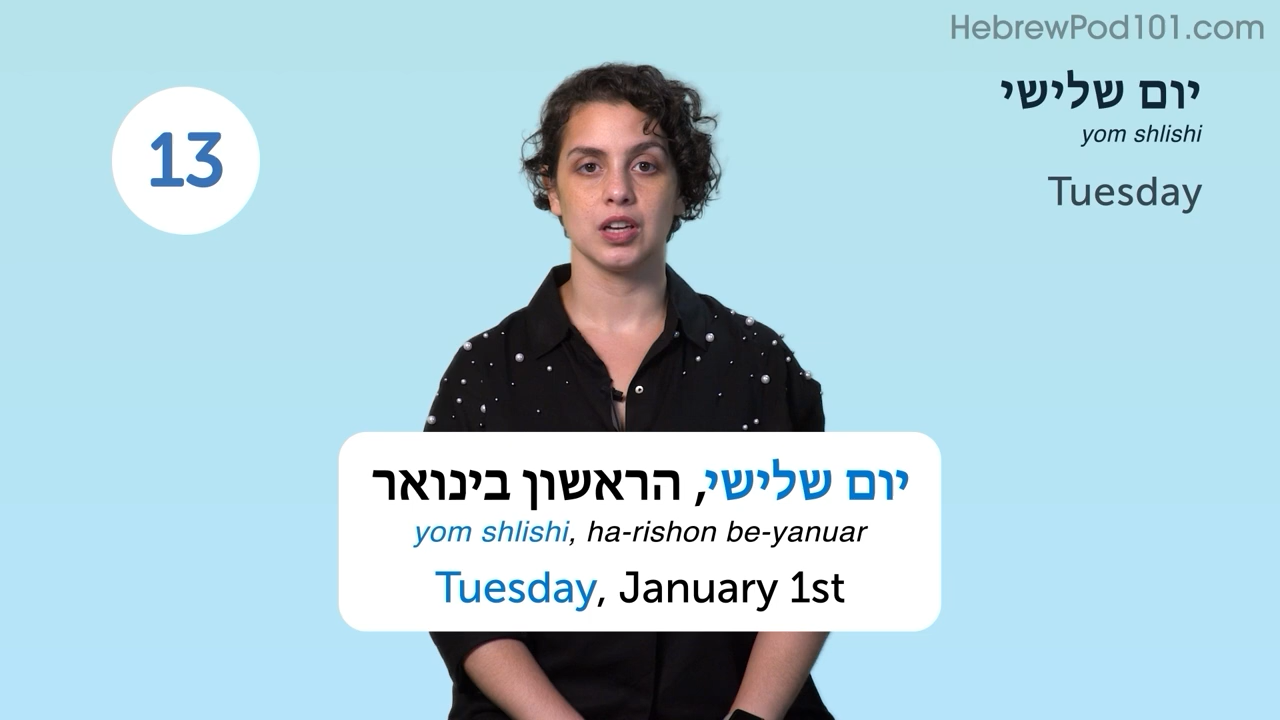 HebrewPod101.com
13
יום שלישי
yom shlishi
Tuesday
יום שלישי, הראשון בינואר
yom shlishi, ha-rishon be-yanuar
Tuesday, January 1st